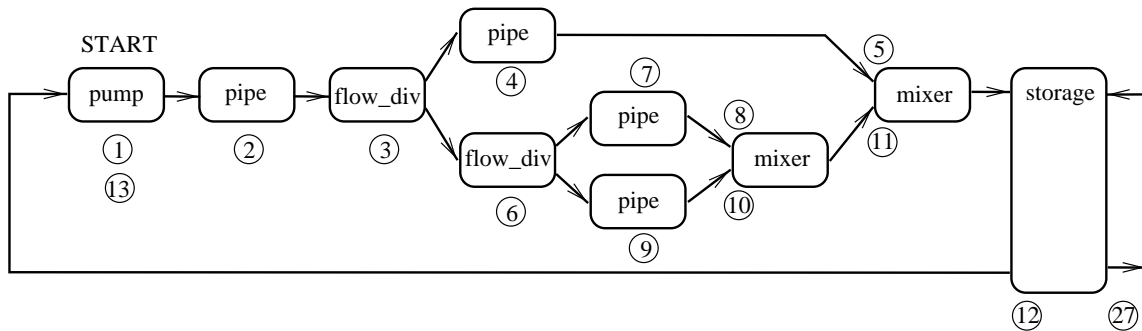 START
pump
1
13
pipe
2
flow_div
3
pipe
4
flow_div
6
pipe
7
pipe
9
mixer
8
10
mixer
5
11
storage
12
27